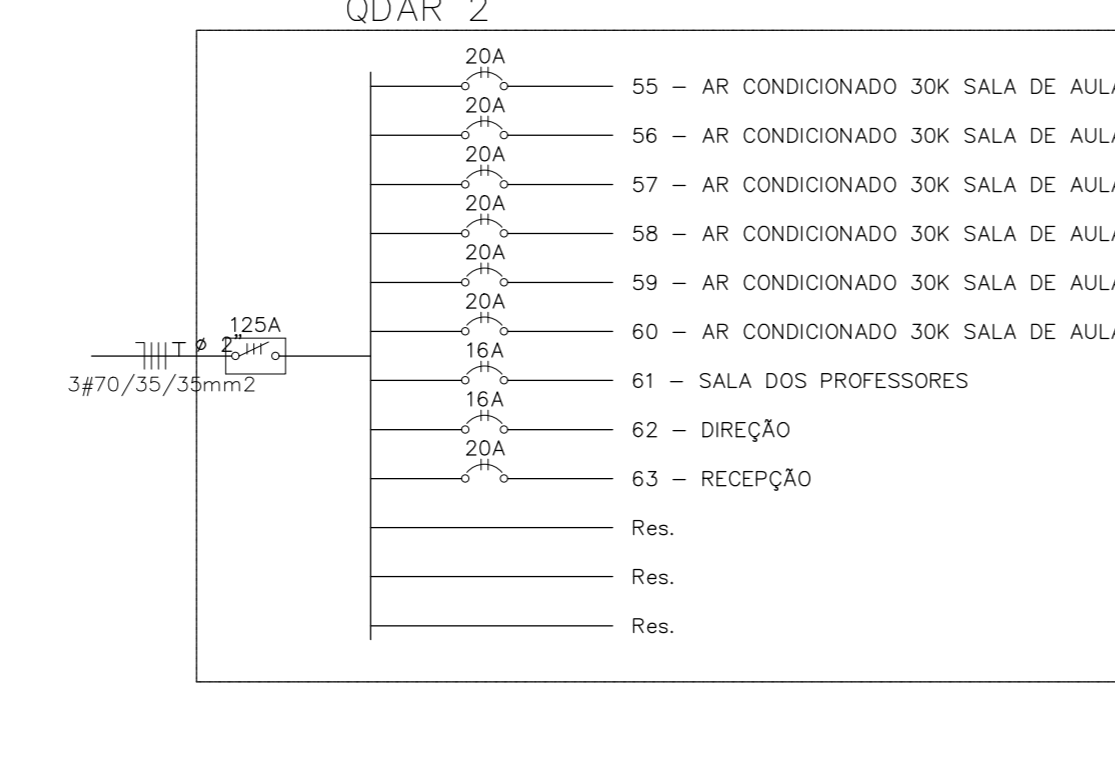 QDAR 2
20A
55 – AR CONDICIONADO 30K SALA DE AULA
20A
56 – AR CONDICIONADO 30K SALA DE AULA
20A
57 – AR CONDICIONADO 30K SALA DE AULA
20A
58 – AR CONDICIONADO 30K SALA DE AULA
20A
59 – AR CONDICIONADO 30K SALA DE AULA
20A
60 – AR CONDICIONADO 30K SALA DE AULA
125A
ø 2"
3#70/35/35mm2
16A
61 – SALA DOS PROFESSORES
16A
62 – DIREÇÃO
20A
63 – RECEPÇÃO
Res.
Res.
Res.